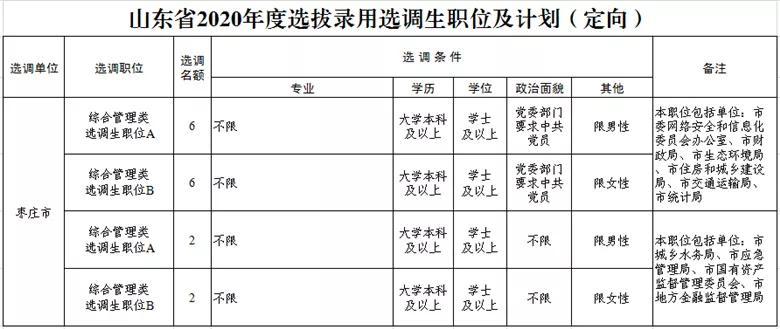 山东省2020年度选拔录用选调生职位及计划（定向）
选调单位 选调职位 选调名额 选调条件 备注
专业 学历 学位 政治面貌 其他
枣庄市
综合管理类
选调生职位A
6
不限
大学本科
及以上
学士
及以上
党委部门
要求中共
党员
限男性
综合管理类
选调生职位B
6
不限
大学本科
及以上
学士
及以上
党委部门
要求中共
党员
限女性
本职位包括单位：市
委网络安全和信息化
委员会办公室、市财
政局、市生态环境局
、市住房和城乡建设
局、市交通运输局、
市统计局
综合管理类
选调生职位A
2
不限
大学本科
及以上
学士
及以上
不限
限男性
综合管理类
选调生职位B
2
不限
大学本科
及以上
学士
及以上
不限
限女性
本职位包括单位：市
城乡水务局、市应急
管理局、市国有资产
监督管理委员会、市
地方金融监督管理局